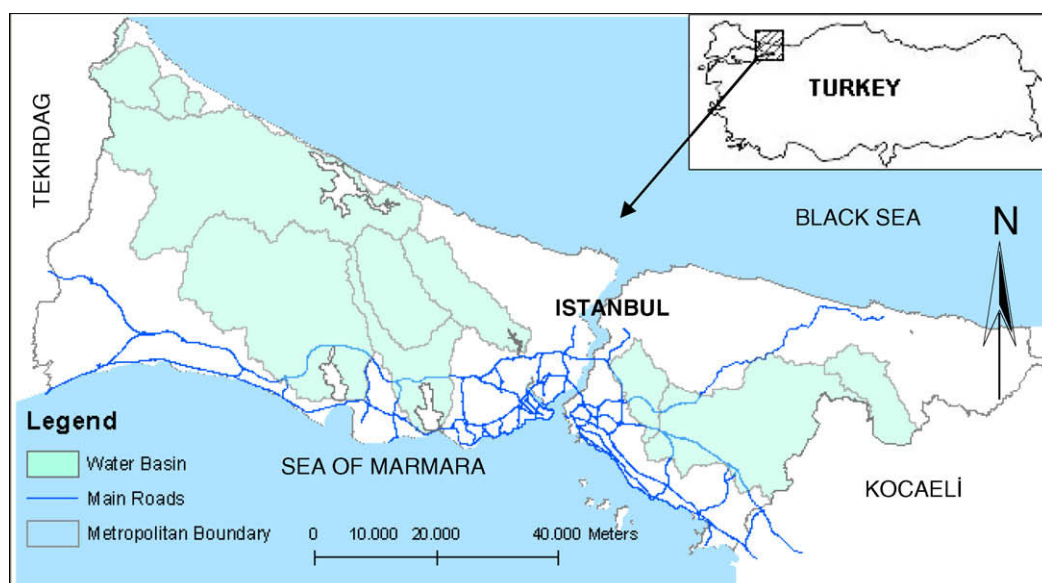 TURKEY
TEKIRDAG
BLACK SEA
N
ISTANBUL
Legend
Water Basin
Main Roads
Metropolitan Boundary
SEA OF MARMARA
KOCAELİ
0 10.000 20.000 40.000 Meters